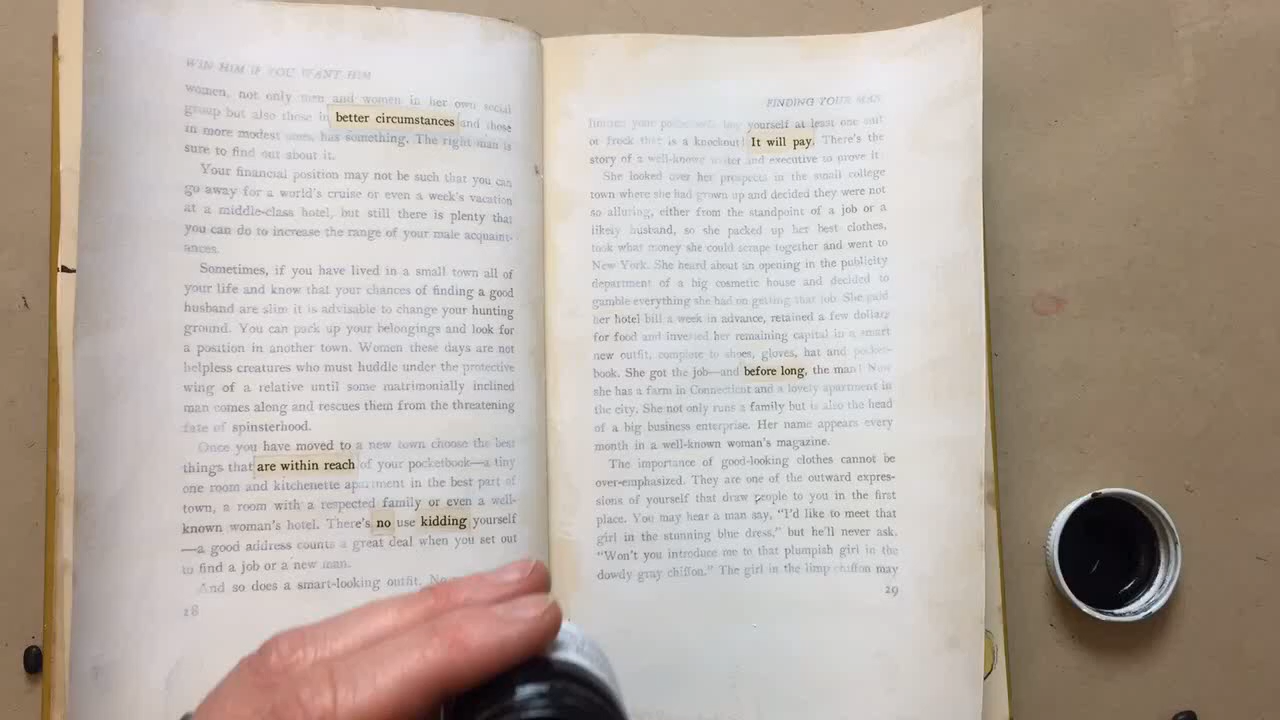 WIN HIM IF YOU WANT HIM
women, not only men and women in her own social
group but also those in better circumstances and those
in more modest ones, has something. The right man is
sure to find out about it.
Your financial position may not be such that you can
go away for a world's cruise or even a week's vacation
at a middle-class hotel, but still there is plenty that
you can do to increase the range of your male acquaint-
ances.
Sometimes, if you have lived in a small town all of
your life and know that your chances of finding a good
husband are slim it is advisable to change your hunting
ground. You can pack up your belongings and look for
a position in another town. Women these days are not
helpless creatures who must huddle under the protective
wing of a relative until some matrimonially inclined
man comes along and rescues them from the threatening
fate of spinsterhood.
Once you have moved to a new town choose the best
things that are within reach of your pocketbook—a tiny
one room and kitchenette apartment in the best part of
town, a room with a respected family or even a well-
known woman's hotel. There's no use kidding yourself
—a good address counts a great deal when you set out
to find a job or a new man.
And so does a smart-looking outfit. No
28
FINDING YOUR MAN
yourself at least one suit
or frock that is a knockout! It will pay. There's the
story of a well-known writer and executive to prove it.
She looked over her prospects in the small college
town where she had grown up and decided they were not
so alluring, either from the standpoint of a job or a
likely husband, so she packed up her best clothes,
took what money she could scrape together and went to
New York. She heard about an opening in the publicity
department of a big cosmetic house and decided to
gamble everything she had on getting that job. She paid
her hotel bill a week in advance, retained a few dollars
for food and invested her remaining capital in a smart
new outfit, complete to shoes, gloves, hat and pocket-
book. She got the job—and before long, the man! Now
she has a farm in Connecticut and a lovely apartment in
the city. She not only runs a family but is also the head
of a big business enterprise. Her name appears every
month in a well-known woman's magazine.
The importance of good-looking clothes cannot be
over-emphasized. They are one of the outward expres-
sions of yourself that draw people to you in the first
place. You may hear a man say, "I'd like to meet that
girl in the stunning blue dress," but he'll never ask,
"Won't you introduce me to that plumpish girl in the
dowdy gray chiffon." The girl in the limp chiffon may
29